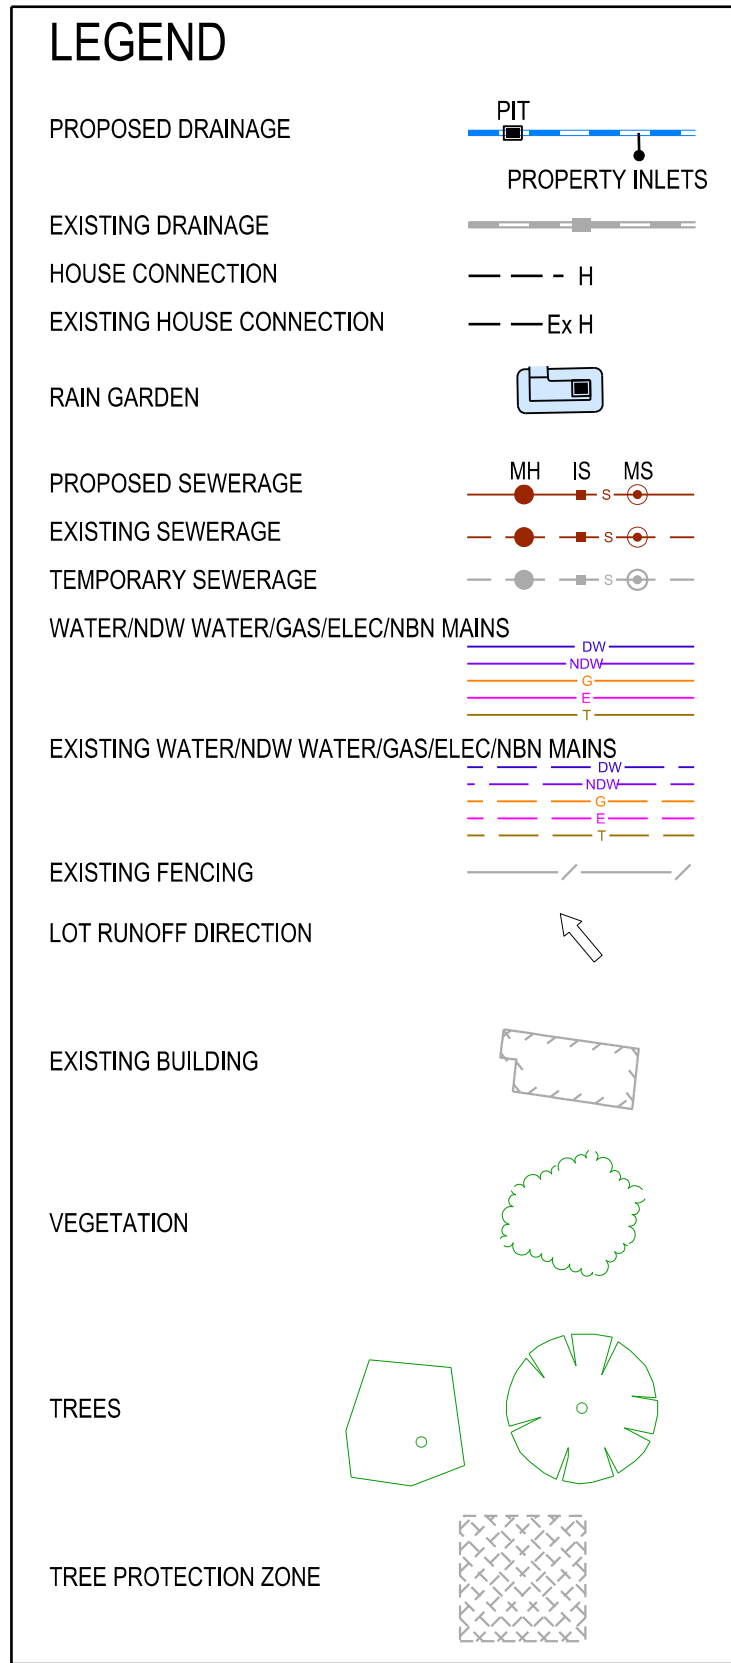 LEGEND
PIT
PROPOSED DRAINAGE
PROPERTY INLETS
EXISTING DRAINAGE
HOUSE CONNECTION H
EXISTING HOUSE CONNECTION Ex H
RAIN GARDEN
MH IS MS
PROPOSED SEWERAGE S
EXISTING SEWERAGE S
TEMPORARY SEWERAGE S
WATER/NDW WATER/GAS/ELEC/NBN MAINS
DW
NDW
G
E
T
EXISTING WATER/NDW WATER/GAS/ELEC/NBN MAINS
DW
NDW
G
E
T
EXISTING FENCING
LOT RUNOFF DIRECTION
EXISTING BUILDING
VEGETATION
TREES
TREE PROTECTION ZONE